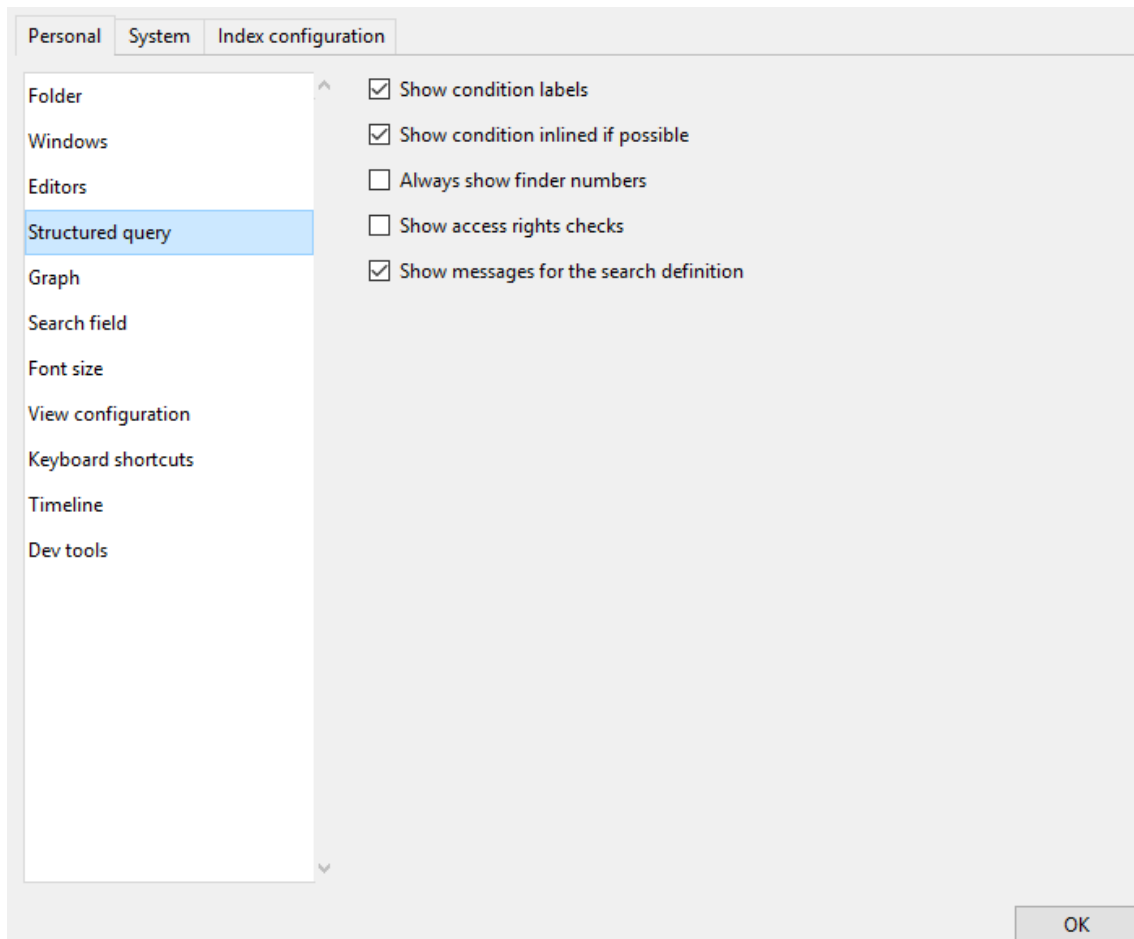 Personal System Index configuration
Folder
Windows
Editors
Structured query
Graph
Search field
Font size
View configuration
Keyboard shortcuts
Timeline
Dev tools
Show condition labels
Show condition inlined if possible
Always show finder numbers
Show access rights checks
Show messages for the search definition
OK